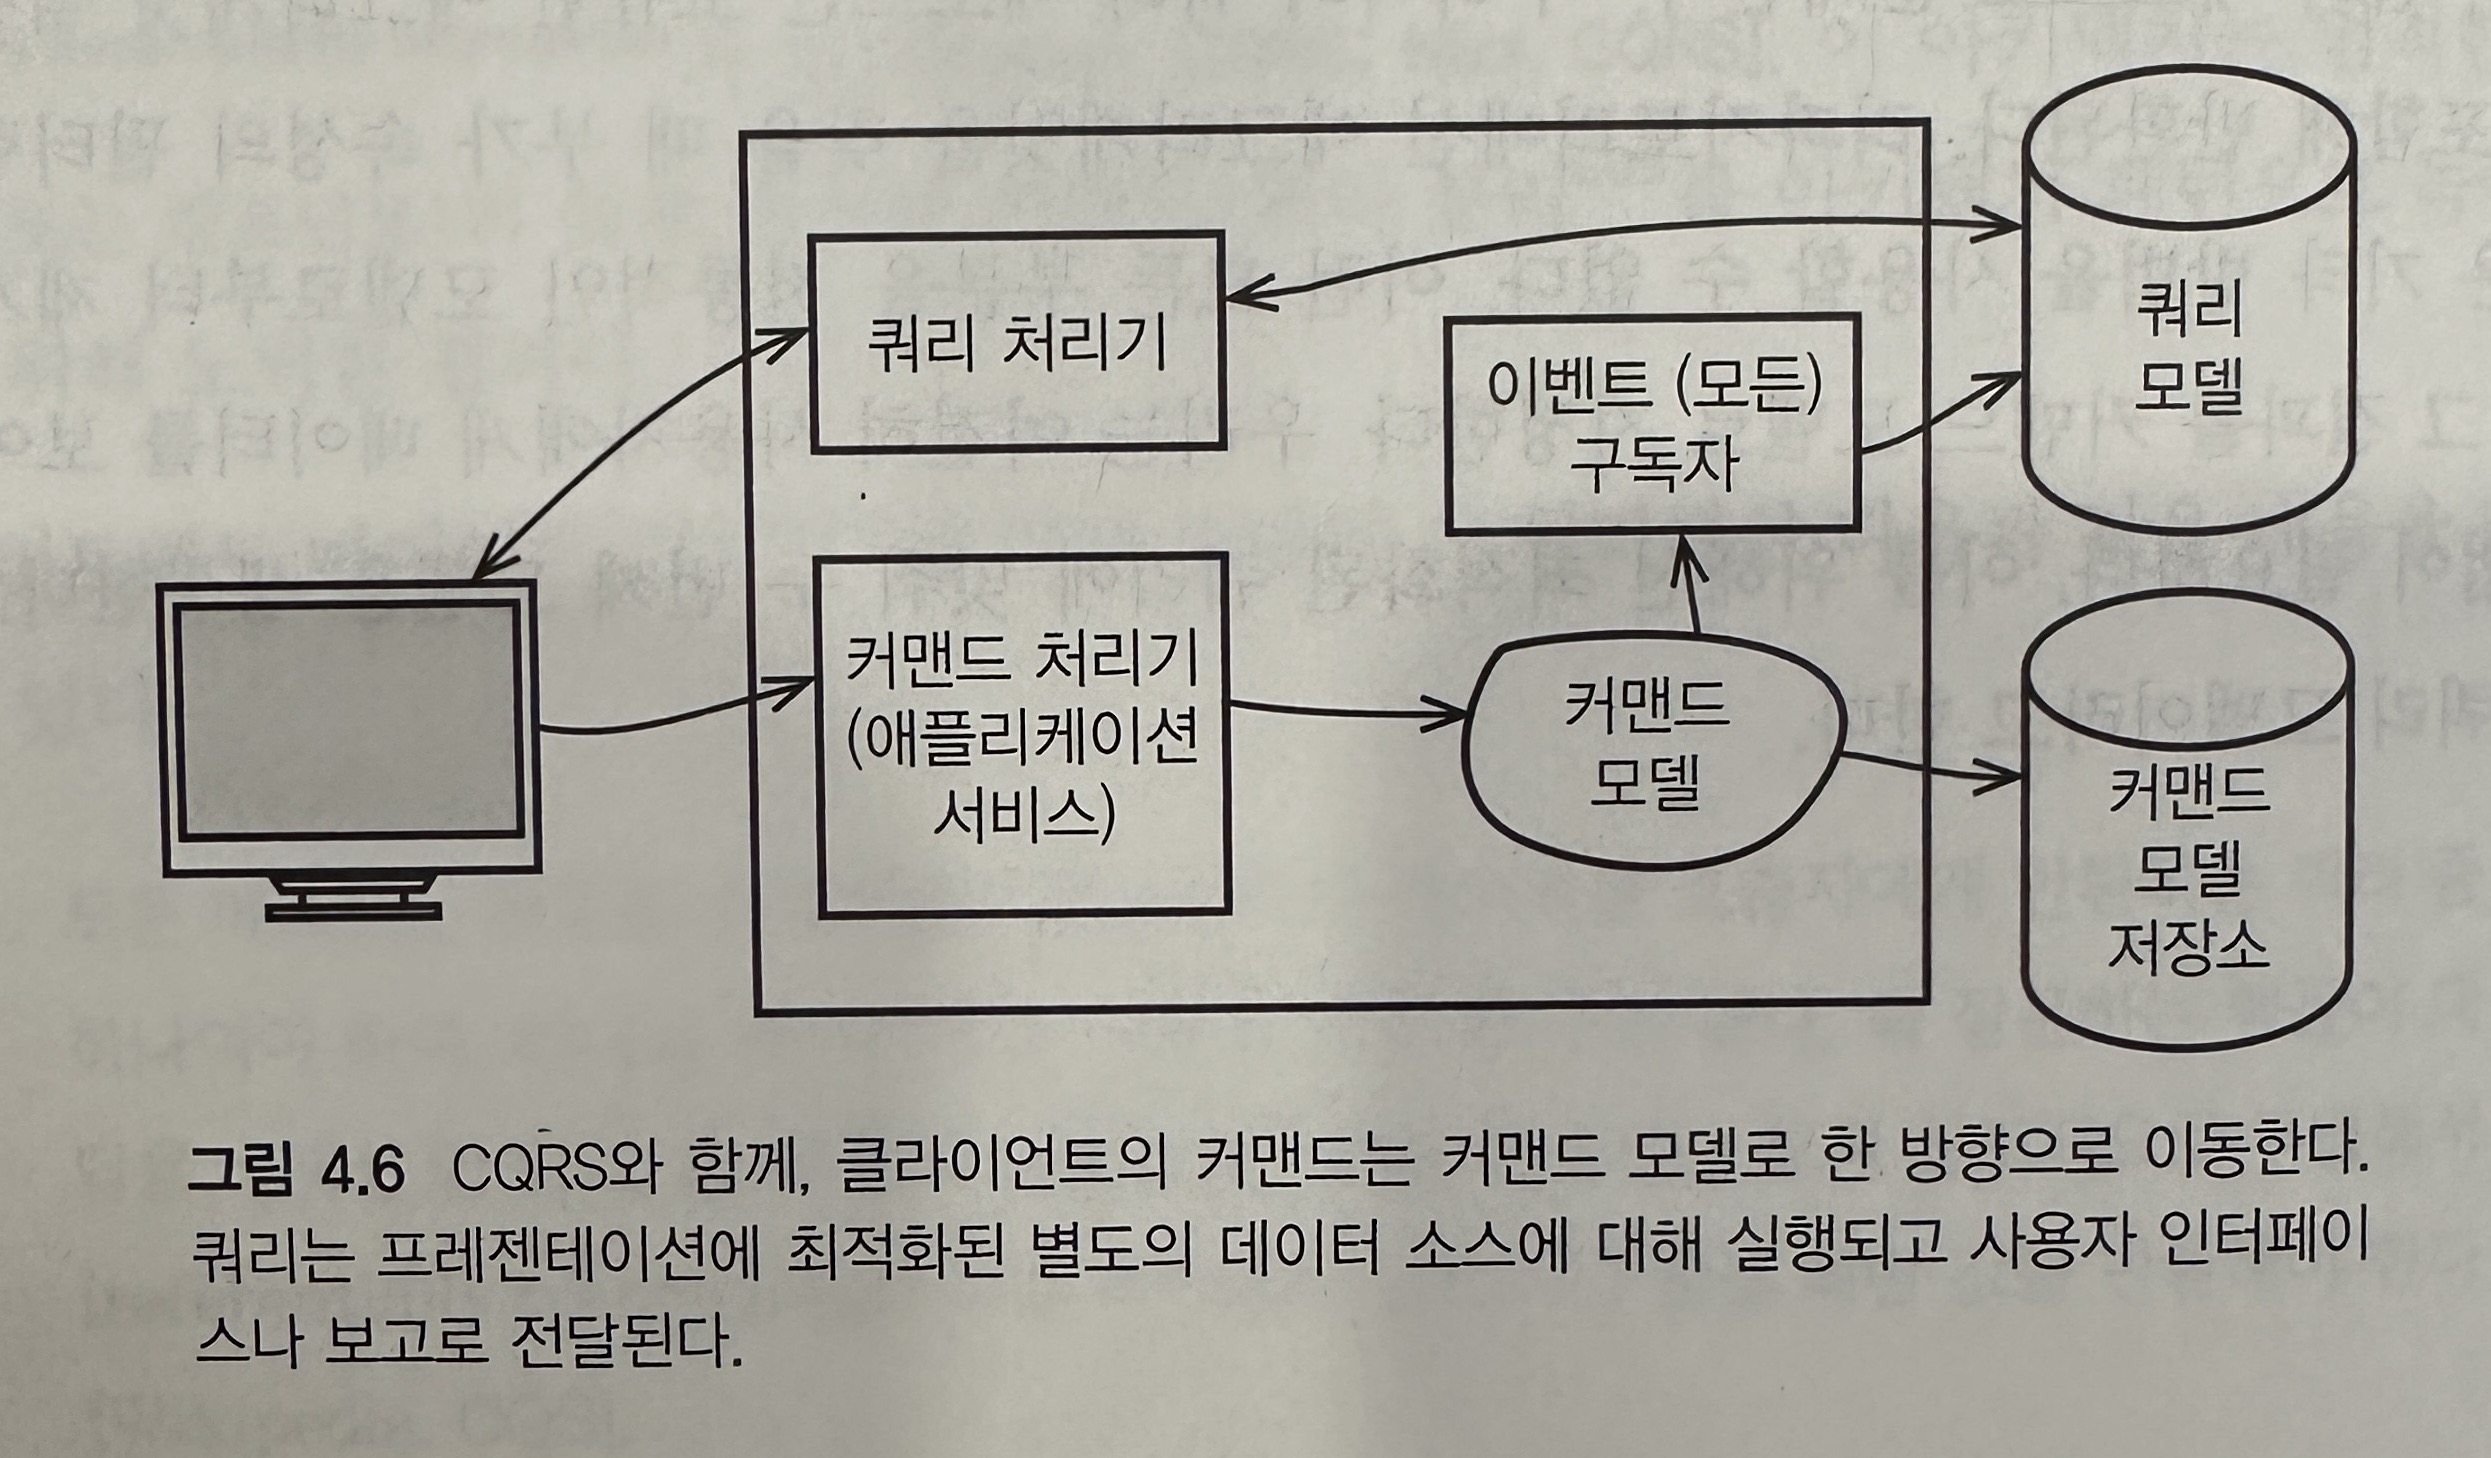 쿼리 처리기
이벤트 (모든)
구독자
쿼리
모델
커맨드 처리기
(애플리케이션
서비스)
커맨드
모델
커맨드
모델
저장소
그림 4.6 CQRS와 함께, 클라이언트의 커맨드는 커맨드 모델로 한 방향으로 이동한다.
쿼리는 프레젠테이션에 최적화된 별도의 데이터 소스에 대해 실행되고 사용자 인터페이
스나 보고로 전달된다.